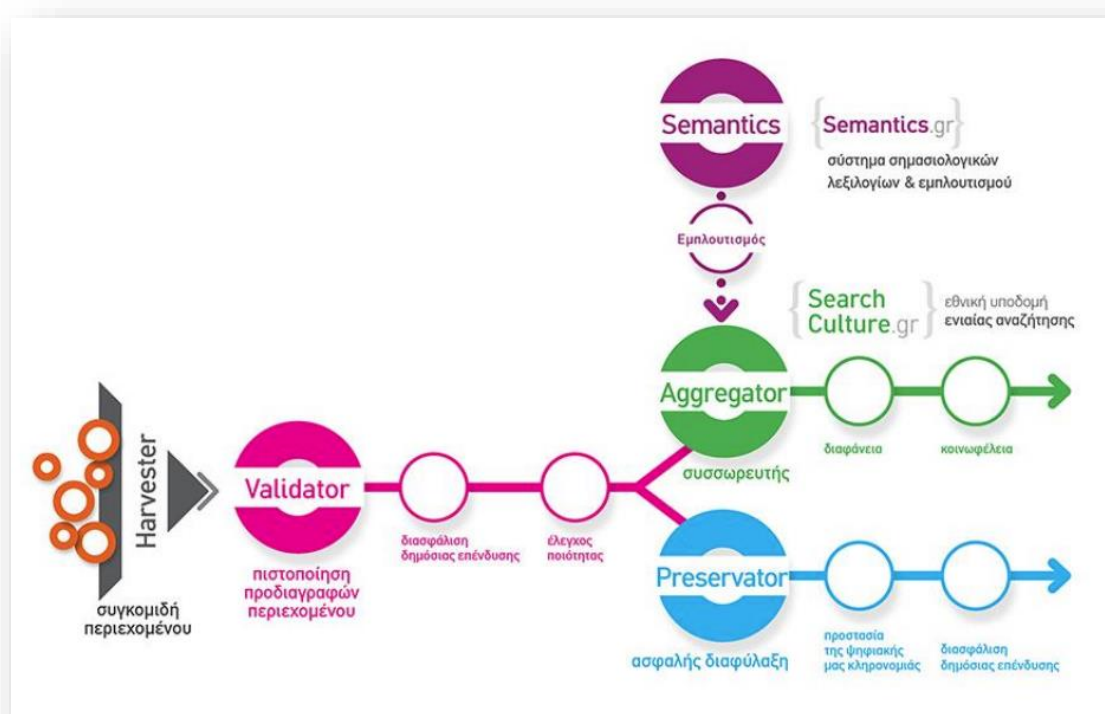 Semantics
{Semantics.gr}
σύστημα σημασιολογικών
λεξιλογίων & εμπλουτισμού
Εμπλουτισμός
{Search
Culture.gr}
εθνική υποδομή
ενιαίας αναζήτησης
Aggregator
συσσωρευτής
διαφάνεια
κοινωφέλεια
Harvester
συγκομιδή
περιεχομένου
Validator
πιστοποίηση
προδιαγραφών
περιεχομένου
διασφάλιση
δημόσιας επένδυσης
έλεγχος
ποιότητας
Preservator
ασφαλής διαφύλαξη
προστασία
της ψηφιακής
μας κληρονομιάς
διασφάλιση
δημόσιας επένδυσης